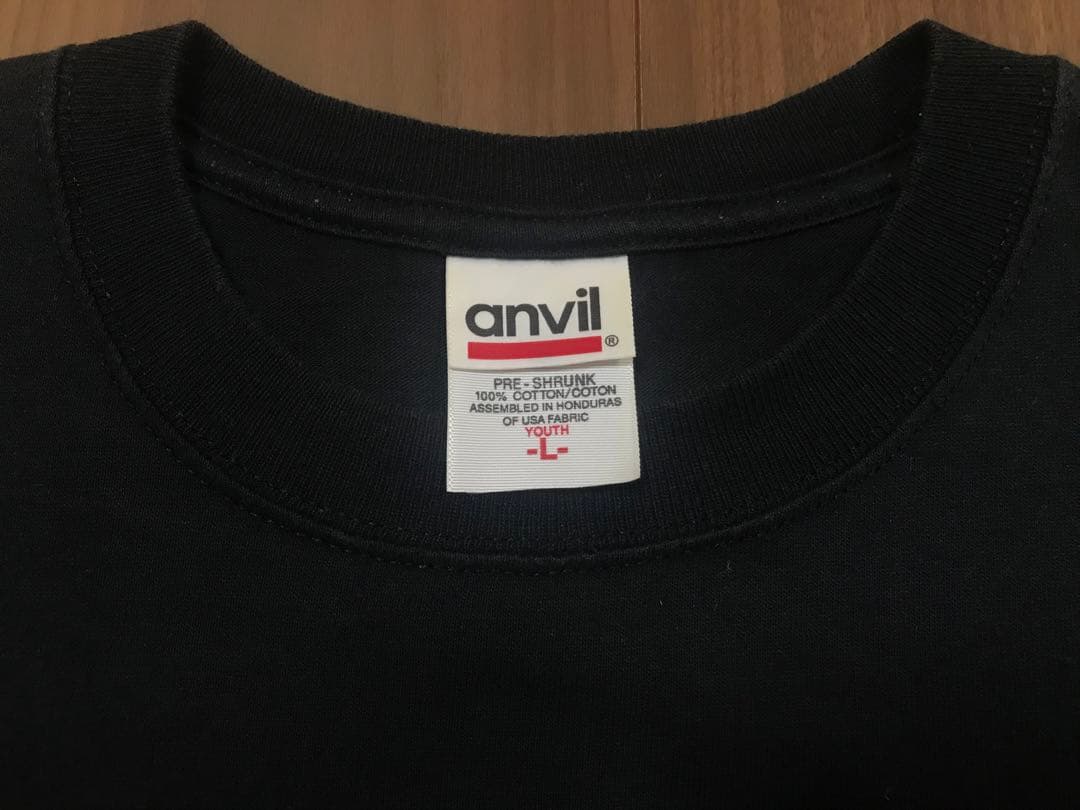 anvil
®
PRE-SHRUNK
100% COTTON/COTON
ASSEMBLED IN HONDURAS
OF USA FABRIC
YOUTH
-L-